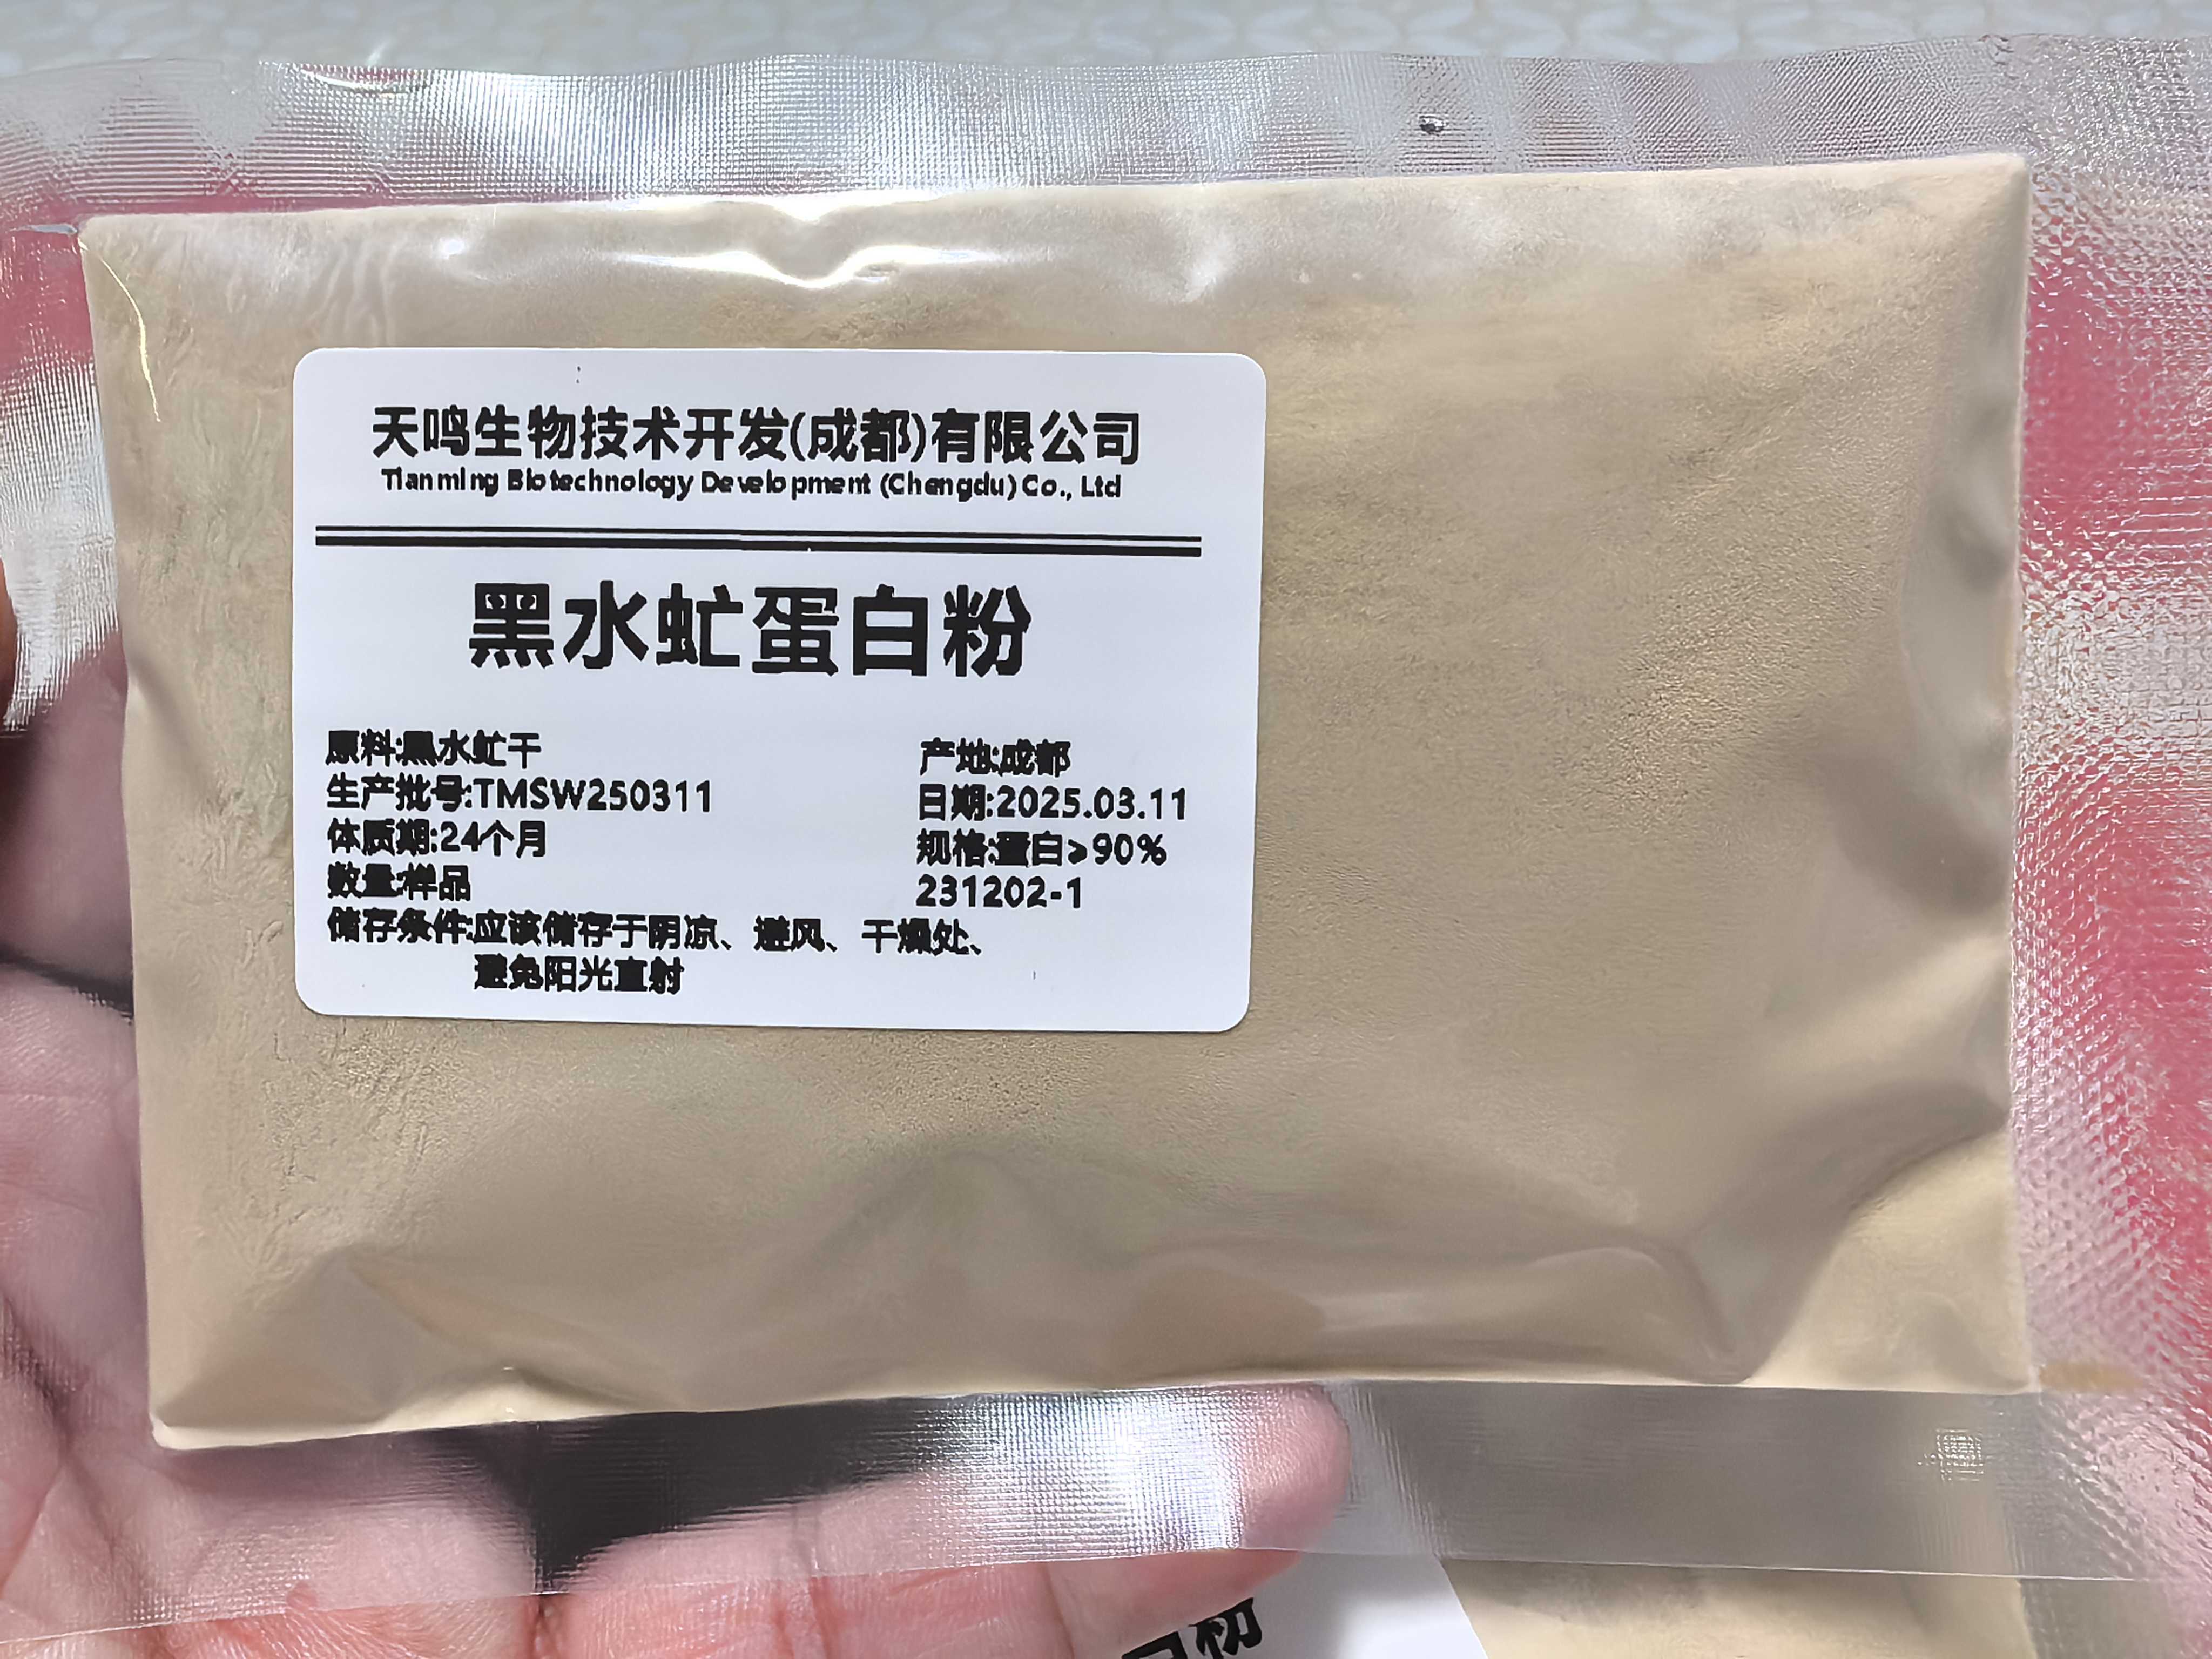 天鸣生物技术开发(成都)有限公司
Tianming Biotechnology Development (Chengdu) Co., Ltd
黑水虻蛋白粉
原料:黑水虻干
产地:成都
生产批号:TMSW250311
日期:2025.03.11
体质期:24个月
规格:蛋白≥90%
数量:样品
231202-1
储存条件:应该储存于阴凉、避风、干燥处、
避免阳光直射
粉